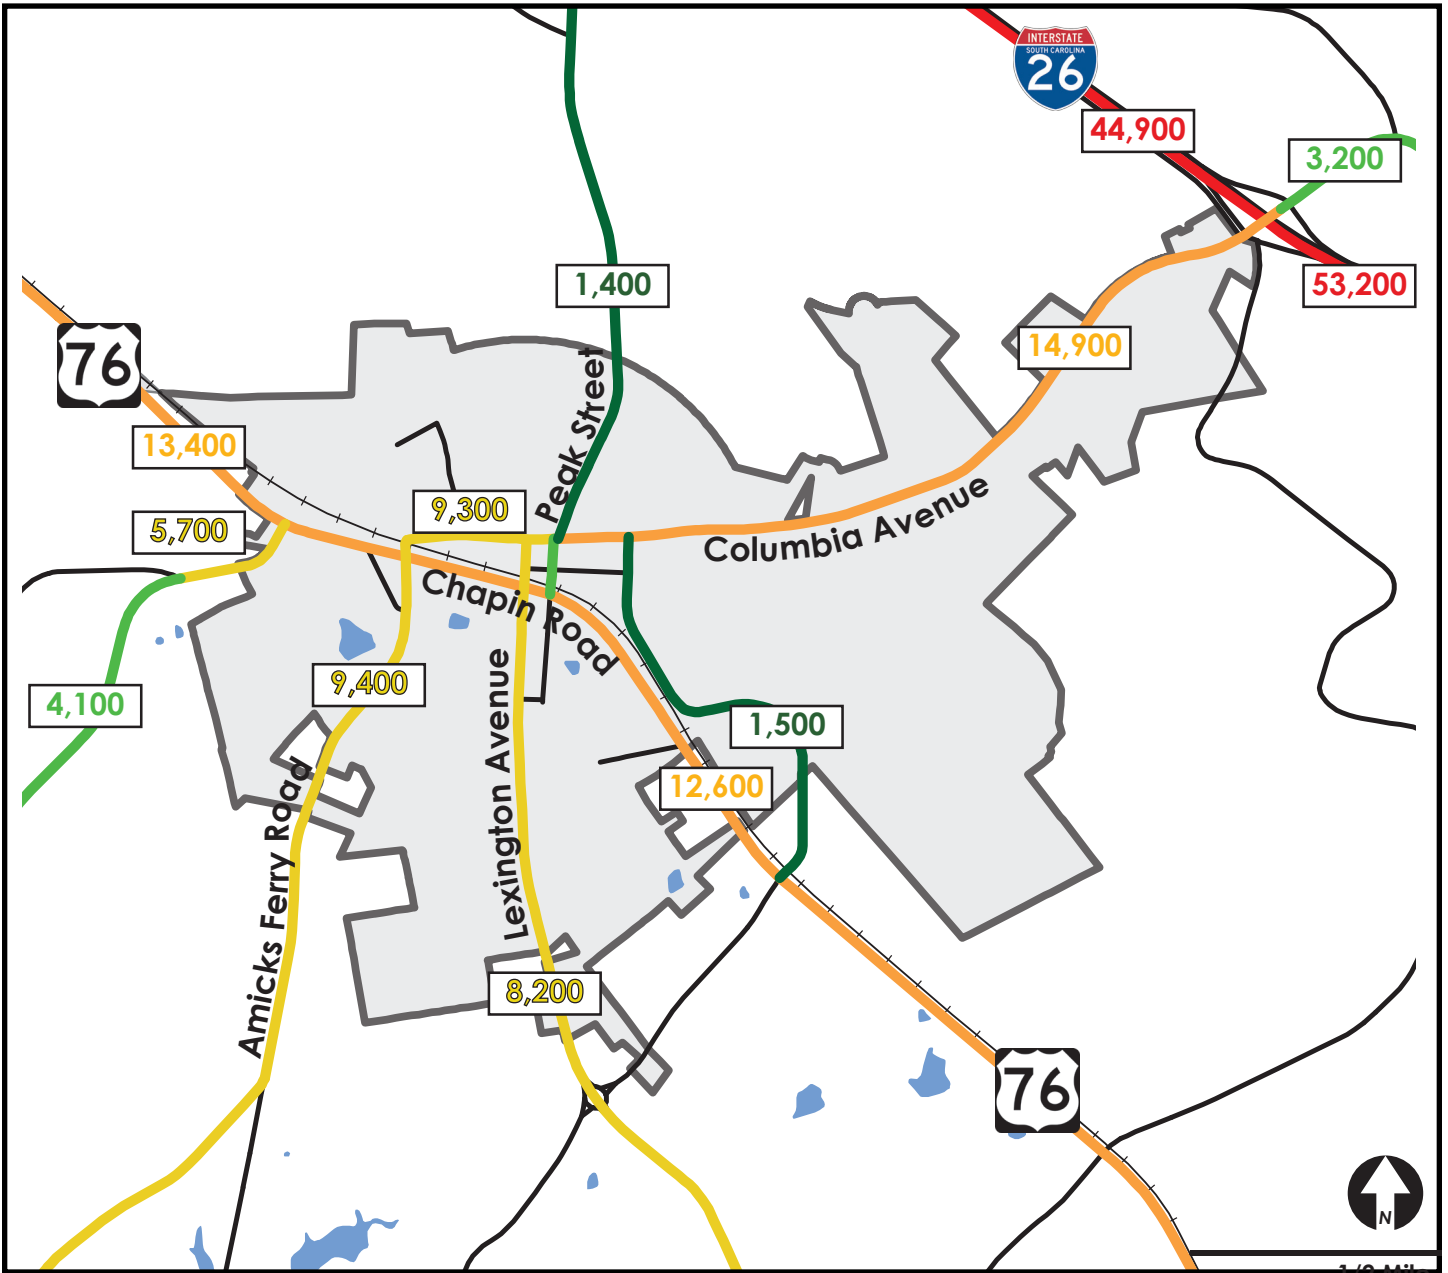 INTERSTATE
SOUTH CAROLINA
26
44,900
3,200
1,400
53,200
76
14,900
Peak Street
13,400
9,300
5,700
Columbia Avenue
Chapin Road
9,400
4,100
1,500
Lexington Avenue
12,600
Amicks Ferry Road
8,200
76
N